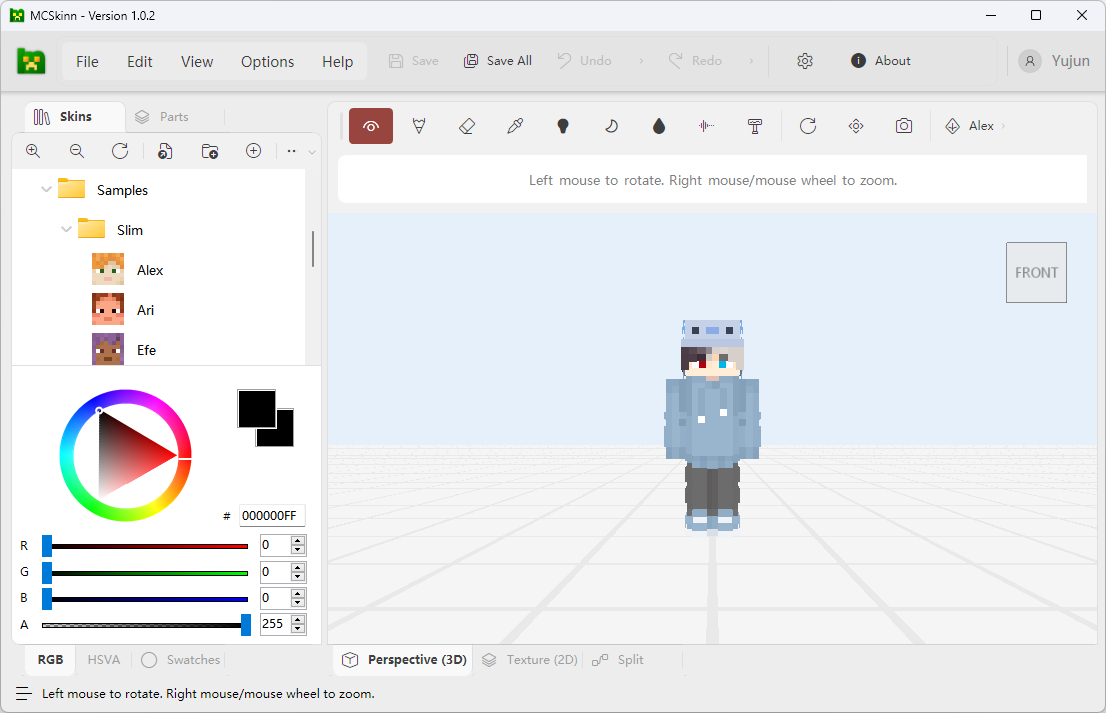 MCSkinn - Version 1.0.2
File Edit View Options Help Save Save All Undo Redo About Yujun
Skins Parts
Alex
Left mouse to rotate. Right mouse/mouse wheel to zoom.
Samples
Slim
Alex
Ari
Efe
FRONT
# 000000FF
R 0
G 0
B 0
A 255
RGB HSVA Swatches
Perspective (3D) Texture (2D) Split
Left mouse to rotate. Right mouse/mouse wheel to zoom.